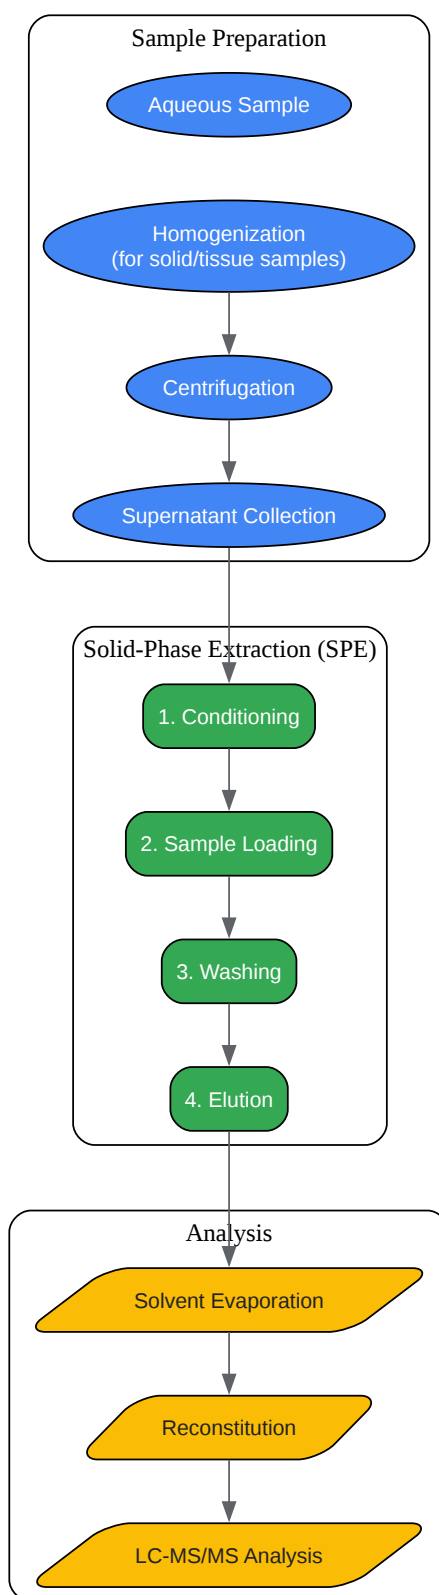 Sample Preparation
Aqueous Sample
Homogenization
(for solid/tissue samples)
Centrifugation
Supernatant Collection
Solid-Phase Extraction (SPE)
1. Conditioning
2. Sample Loading
3. Washing
4. Elution
Analysis
Solvent Evaporation
Reconstitution
LC-MS/MS Analysis